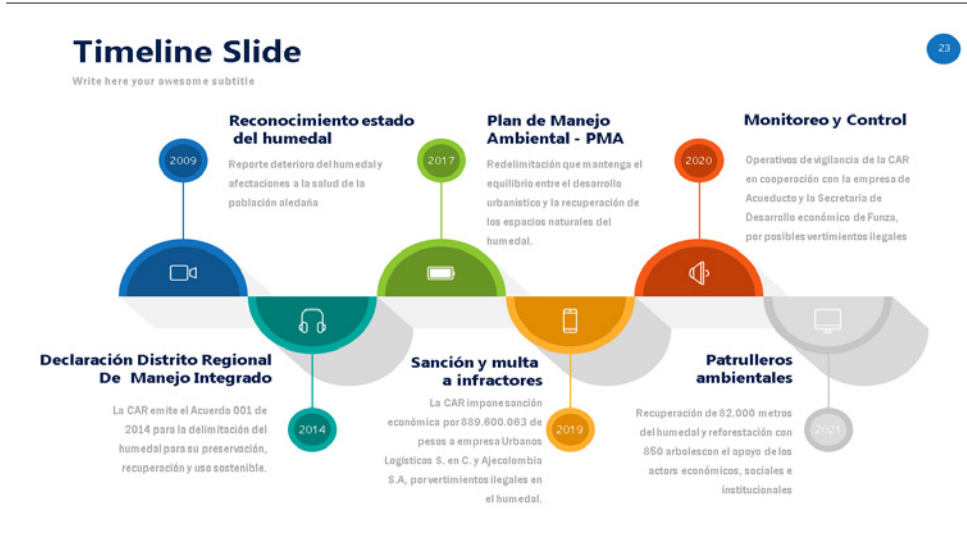 Timeline Slide
Write here your awesome subtitle
23
2009
Reconocimiento estado
del humedal
Reporte deterioro del humedal y
afectaciones a la salud de la
población aledaña
2017
Plan de Manejo
Ambiental - PMA
Redelimitación que mantenga el
equilibrio entre el desarrollo
urbanístico y la recuperación de
los espacios naturales del
humedal.
2020
Monitoreo y Control
Operativos de vigilancia de la CAR
en cooperación con la empresa de
Acueducto y la Secretaría de
Desarrollo económico de Funza,
por posibles vertimientos ilegales
Declaración Distrito Regional
De Manejo Integrado
La CAR emite el Acuerdo 001 de
2014 para la delimitación del
humedal para su preservación,
recuperación y uso sostenible.
2014
Sanción y multa
a infractores
La CAR impone sanción
económica por 889.600.063 de
pesos a empresa Urbanos
Logísticas S. en C. y Ajecolombia
S.A, por vertimientos ilegales en
el humedal.
2019
Patrulleros
ambientales
Recuperación de 82.000 metros
del humedal y reforestación con
850 arbolescon el apoyo de los
actors económicos, sociales e
institucionales
2021